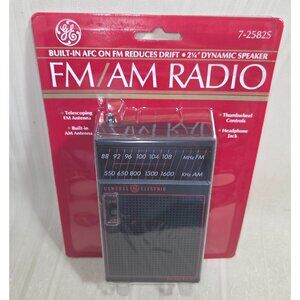 GE
7-2582S
BUILT-IN AFC ON FM REDUCES DRIFT • 2¼" DYNAMIC SPEAKER
FM/AM RADIO
• Telescoping
FM Antenna
• Built-in
AM Antenna
• Thumbwheel
Controls
• Headphone
Jack
88 92 96 100 104 108 MHz FM
550 650 800 1300 1600 KHz AM
GENERAL ELECTRIC